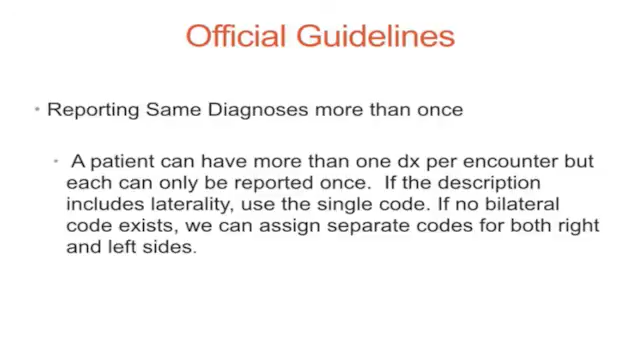 Official Guidelines
• Reporting Same Diagnoses more than once
• A patient can have more than one dx per encounter but
each can only be reported once.  If the description
includes laterality, use the single code. If no bilateral
code exists, we can assign separate codes for both right
and left sides.